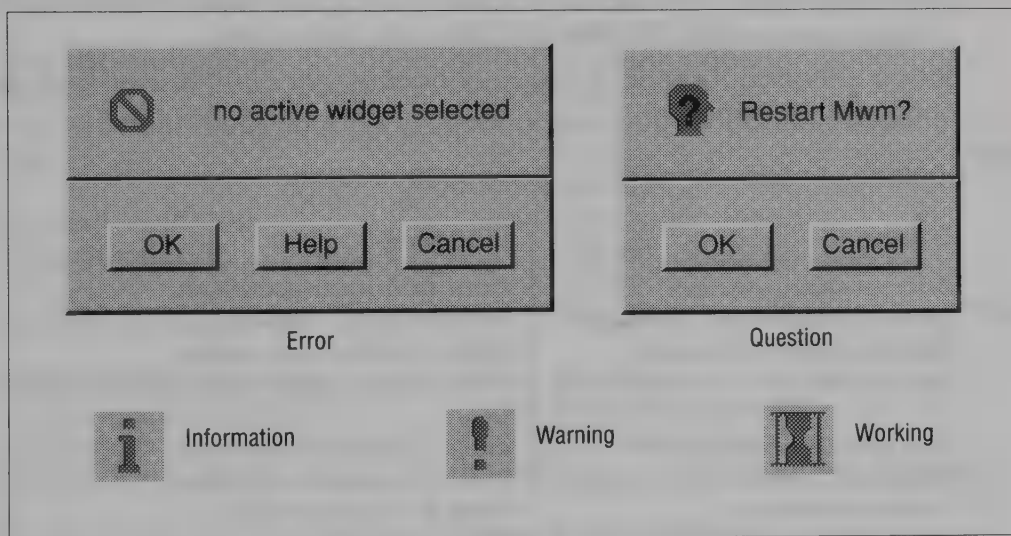 no active widget selected
OK Help Cancel
Error
? Restart Mwm?
OK Cancel
Question
i Information
! Warning
Working